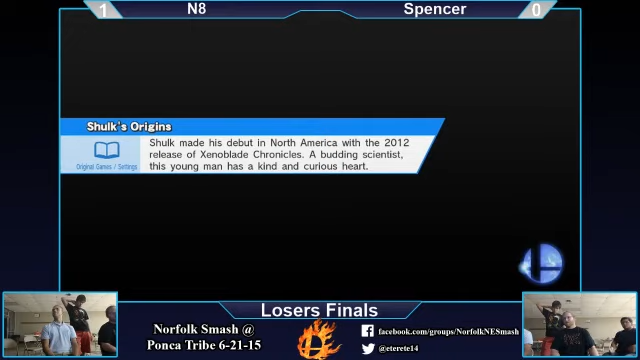 1 N8 Spencer 0
Shulk's Origins
Shulk made his debut in North America with the 2012
release of Xenoblade Chronicles. A budding scientist,
this young man has a kind and curious heart.
Original Games / Settings
Losers Finals
Norfolk Smash @
Ponca Tribe 6-21-15
facebook.com/groups/NorfolkNESmash
@eterete14